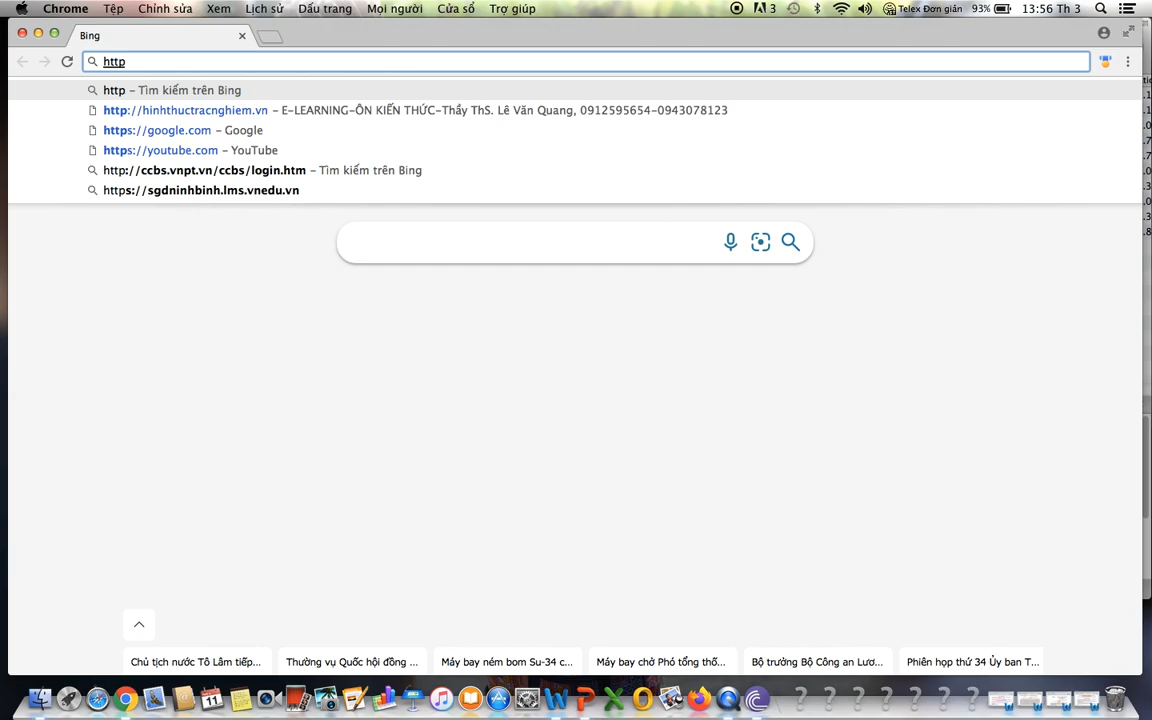 Chrome Tệp Chỉnh sửa Xem Lịch sử Dấu trang Mọi người Cửa sổ Trợ giúp 3 Telex Đơn giản 93% 13:56 Th 3
Bing
http
http – Tìm kiếm trên Bing
http://hinhthuctracnghiem.vn – E-LEARNING-ÔN KIẾN THỨC-Thầy ThS. Lê Văn Quang, 0912595654-0943078123
https://google.com – Google
https://youtube.com – YouTube
http://ccbs.vnpt.vn/ccbs/login.htm – Tìm kiếm trên Bing
https://sgdninhbinh.lms.vnedu.vn
Chủ tịch nước Tô Lâm tiếp... Thường vụ Quốc hội đồng ... Máy bay ném bom Su-34 c... Máy bay chở Phó tổng thố... Bộ trưởng Bộ Công an Lươ... Phiên họp thứ 34 Ủy ban T...
11